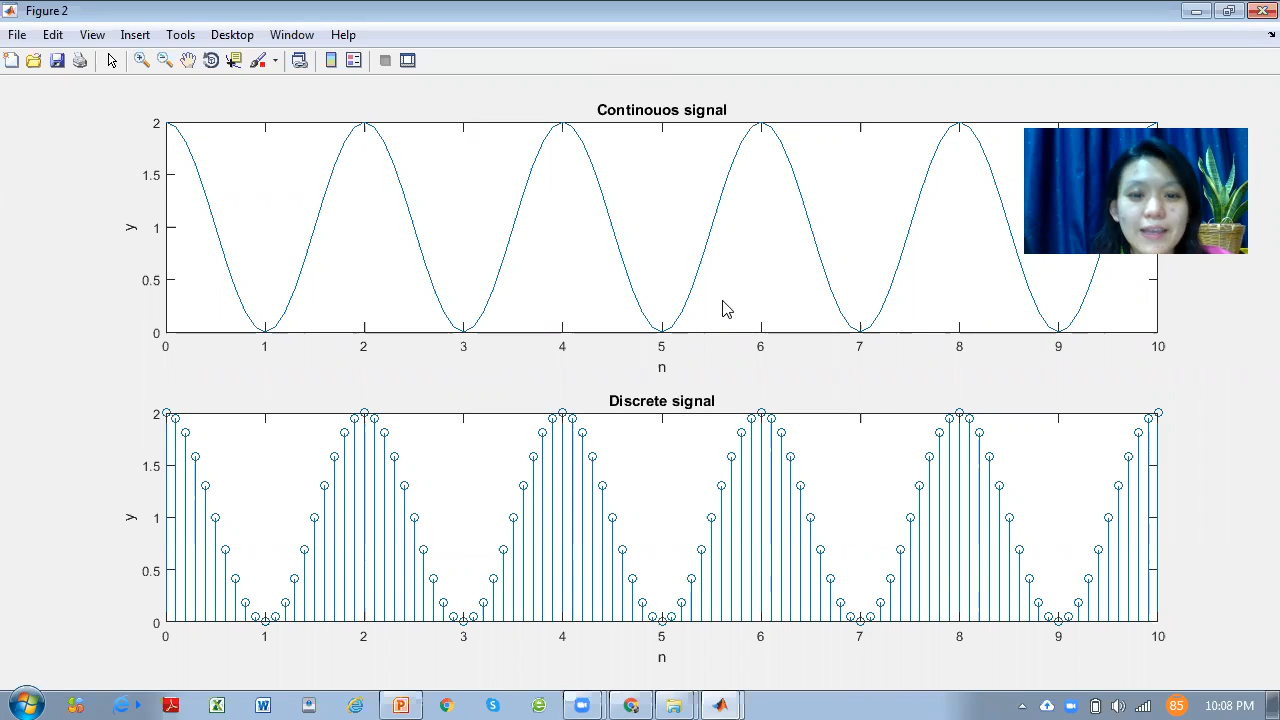 Figure 2
File Edit View Insert Tools Desktop Window Help
Continouos signal
2
1.5
1
0.5
0
y
0 1 2 3 4 5 6 7 8 9 10
n
Discrete signal
2
1.5
1
0.5
0
y
0 1 2 3 4 5 6 7 8 9 10
n
85 10:08 PM